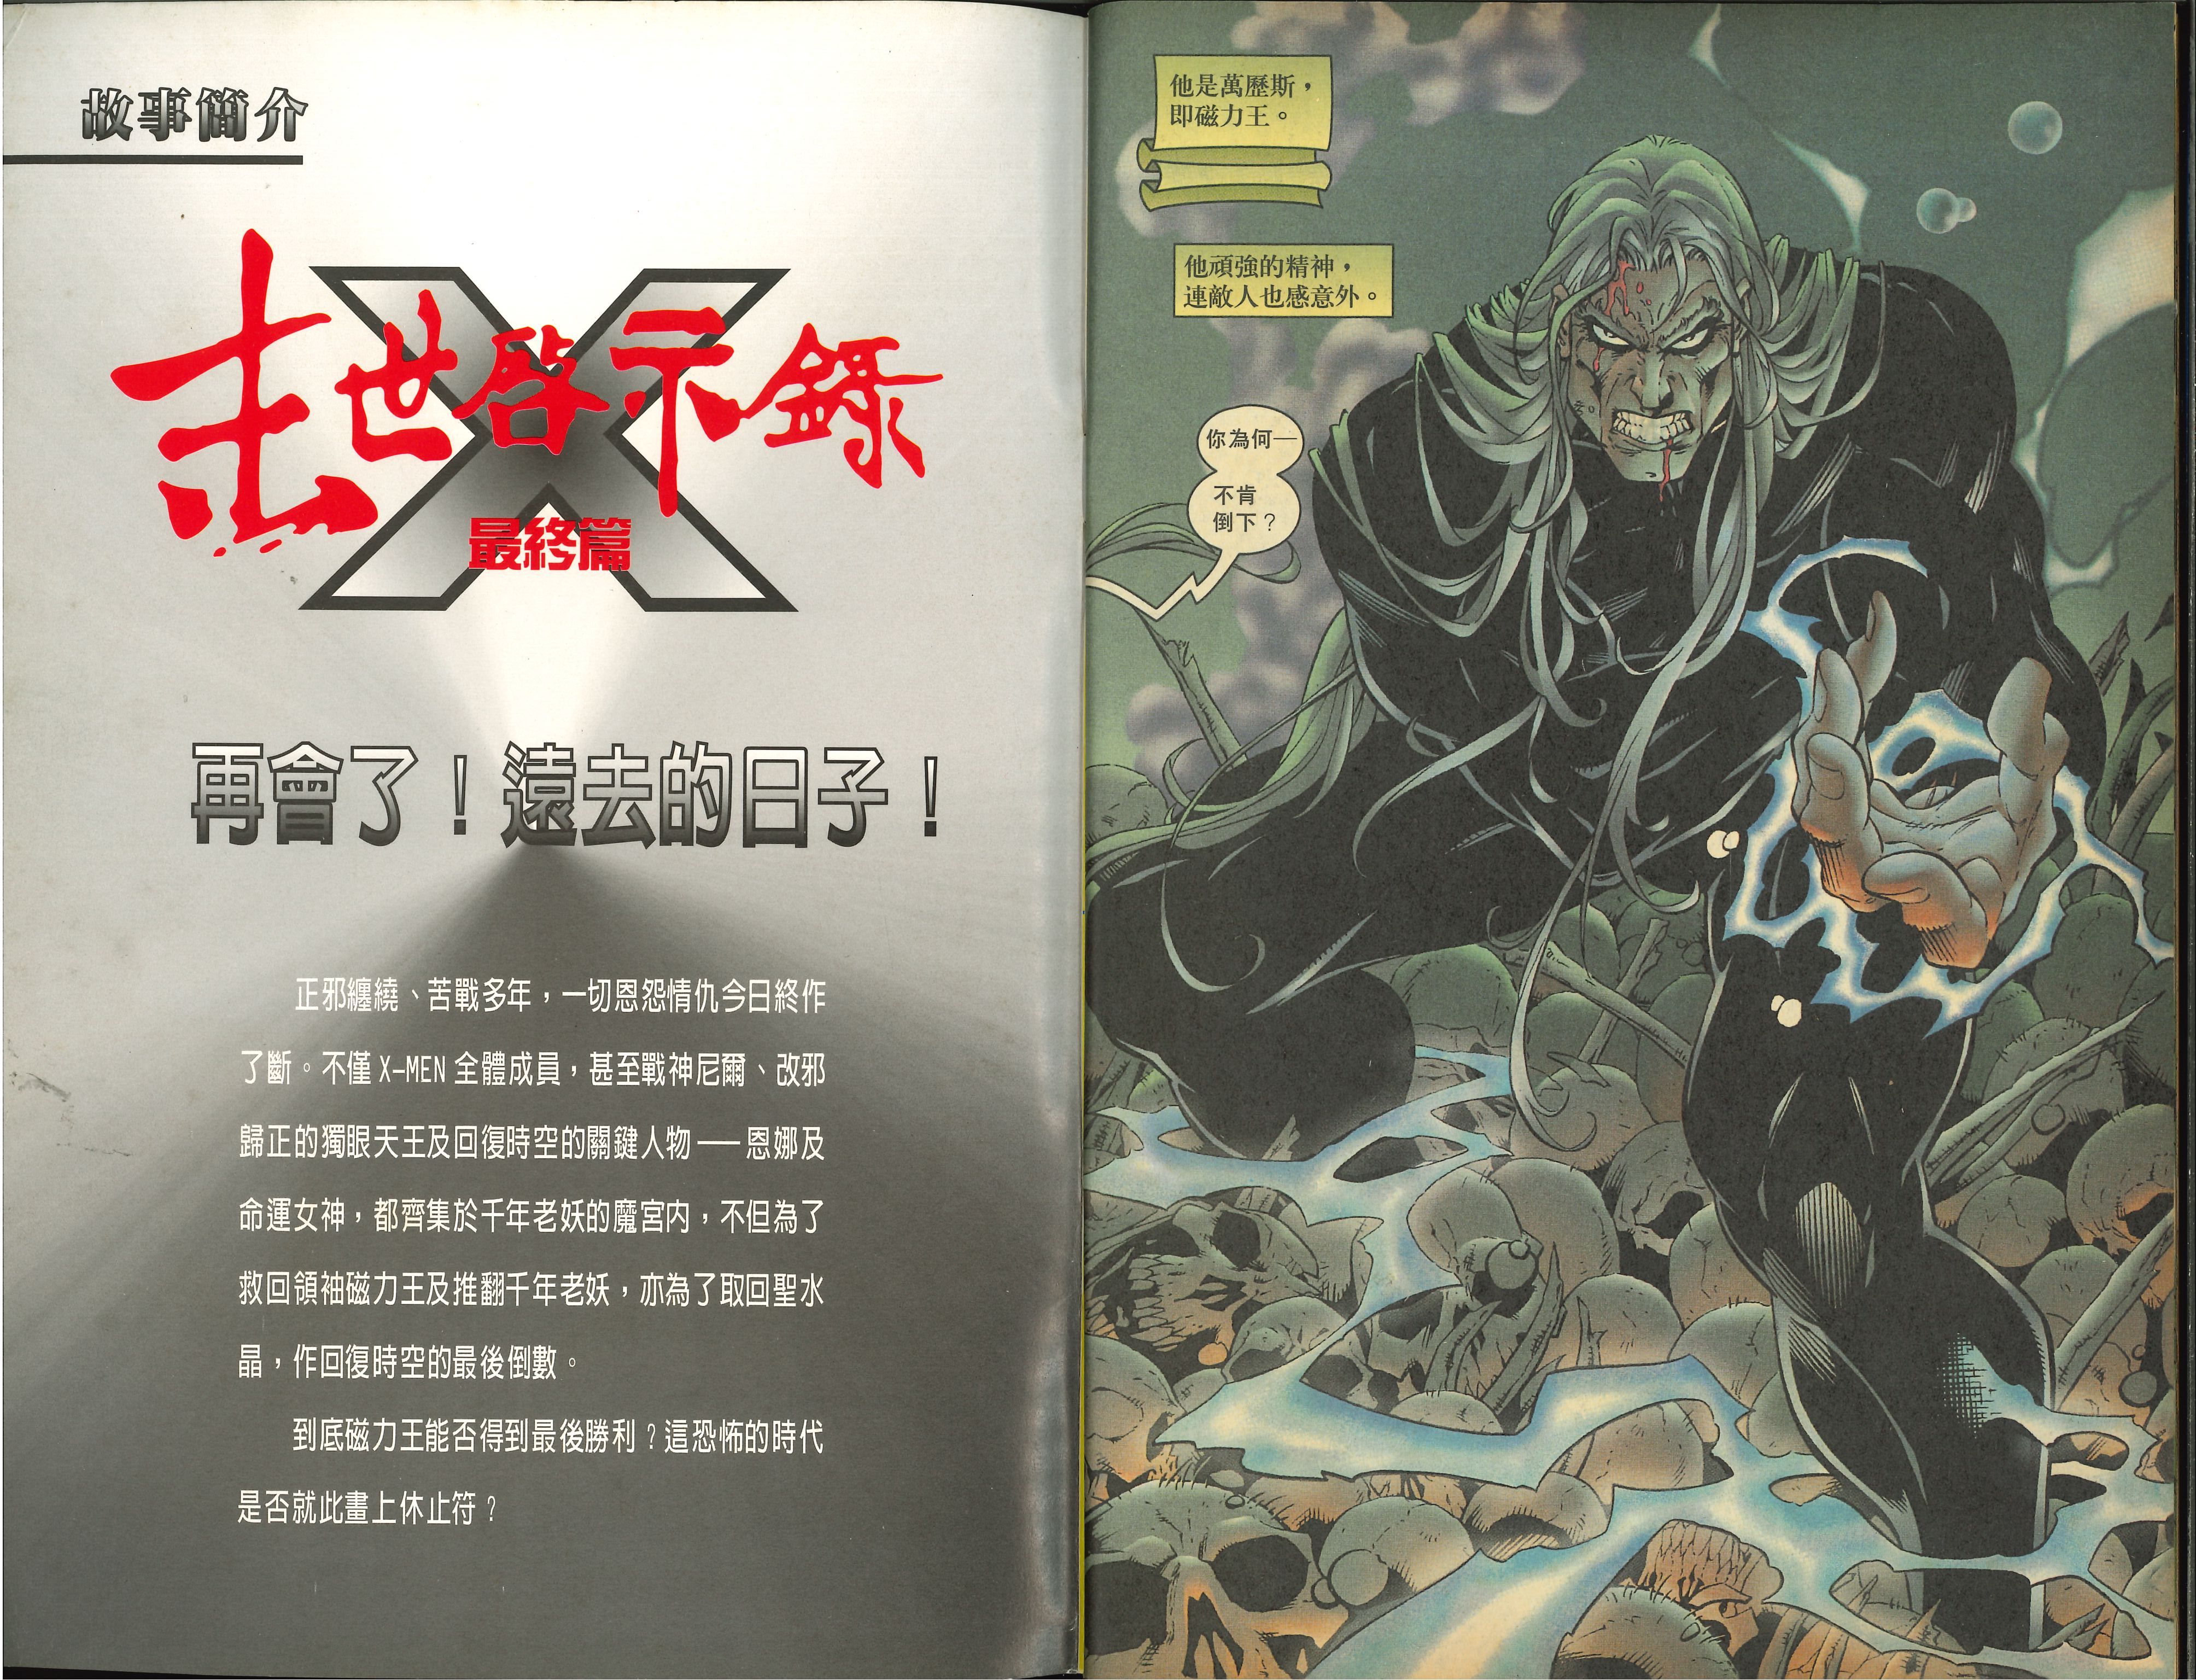 故事簡介
末世啓示錄
最終篇
再會了！遠去的日子！
正邪纏繞、苦戰多年，一切恩怨情仇今日終作
了斷。不僅X-MEN全體成員，甚至戰神尼爾、改邪
歸正的獨眼天王及回復時空的關鍵人物——恩娜及
命運女神，都齊集於千年老妖的魔宮內，不但為了
救回領袖磁力王及推翻千年老妖，亦為了取回聖水
晶，作回復時空的最後倒數。
到底磁力王能否得到最後勝利？這恐怖的時代
是否就此畫上休止符？
他是萬歷斯，
即磁力王。
他頑強的精神，
連敵人也感意外。
你為何—
不肯
倒下？